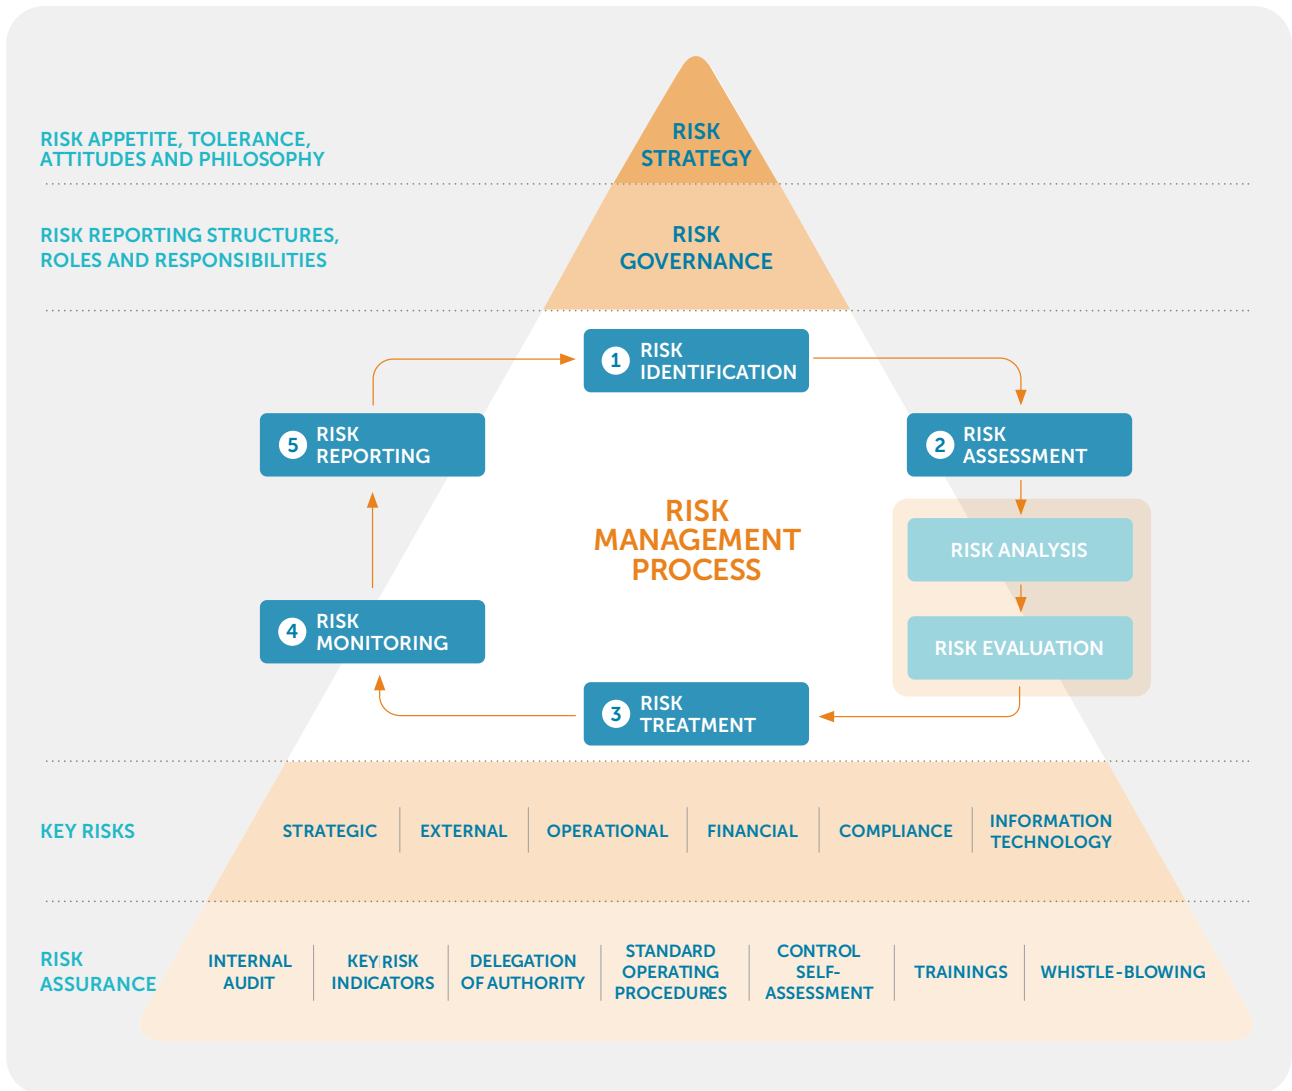 RISK APPETITE, TOLERANCE,
ATTITUDES AND PHILOSOPHY
RISK
STRATEGY
RISK REPORTING STRUCTURES,
ROLES AND RESPONSIBILITIES
RISK
GOVERNANCE
1 RISK
IDENTIFICATION
5 RISK
REPORTING
2 RISK
ASSESSMENT
RISK
MANAGEMENT
PROCESS
RISK ANALYSIS
RISK EVALUATION
4 RISK
MONITORING
3 RISK
TREATMENT
KEY RISKS
STRATEGIC
EXTERNAL
OPERATIONAL
FINANCIAL
COMPLIANCE
INFORMATION
TECHNOLOGY
RISK
ASSURANCE
INTERNAL
AUDIT
KEY RISK
INDICATORS
DELEGATION
OF AUTHORITY
STANDARD
OPERATING
PROCEDURES
CONTROL
SELF-
ASSESSMENT
TRAININGS
WHISTLE-BLOWING